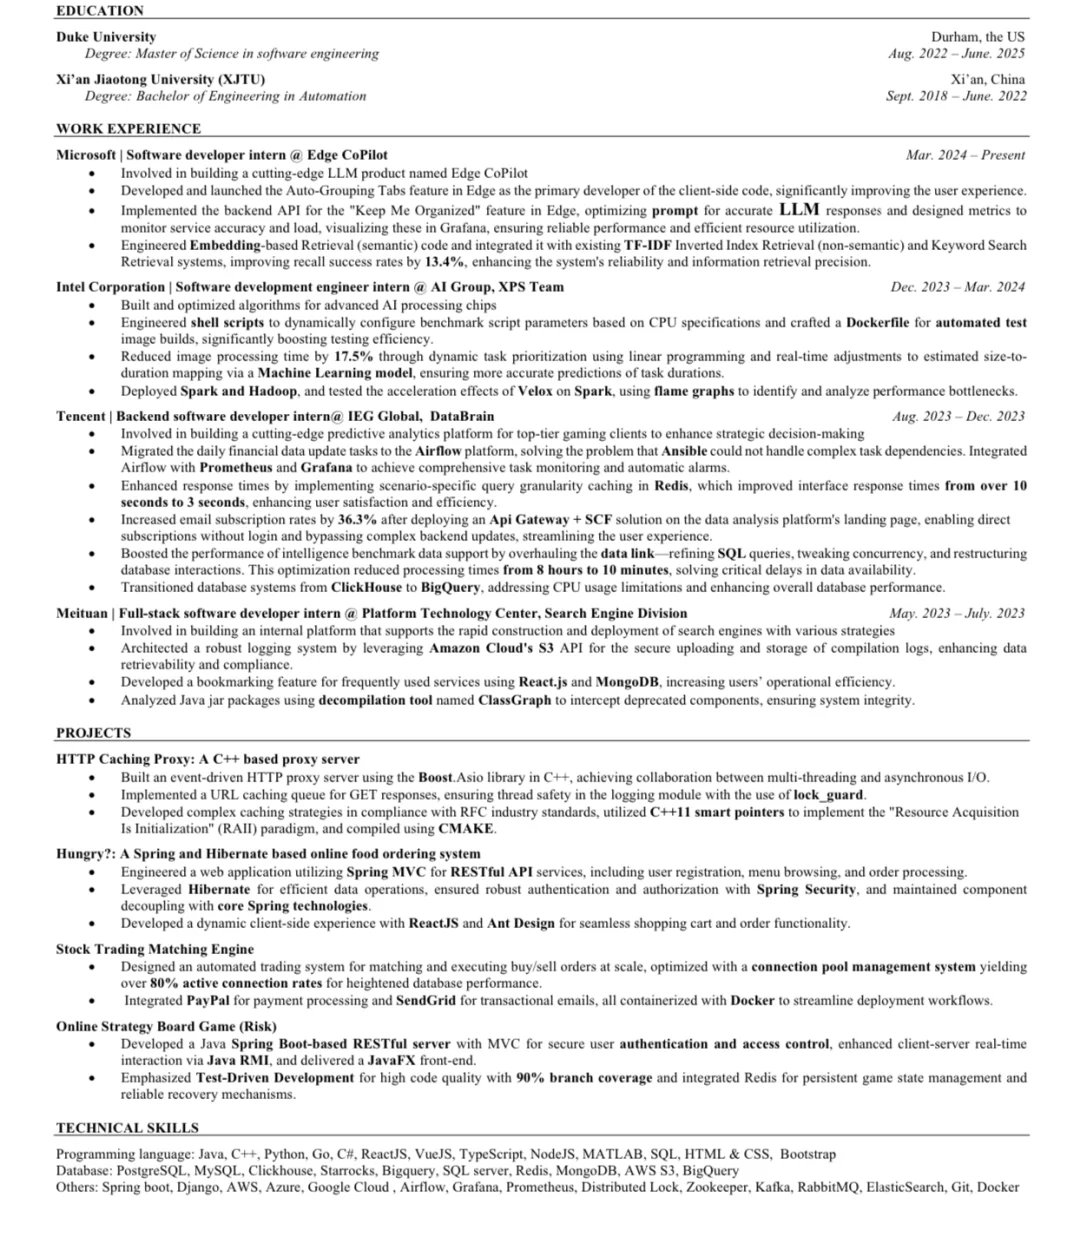 EDUCATION
Duke University Durham, the US
Degree: Master of Science in software engineering Aug. 2022 – June. 2025
Xi’an Jiaotong University (XJTU) Xi’an, China
Degree: Bachelor of Engineering in Automation Sept. 2018 – June. 2022
WORK EXPERIENCE
Microsoft | Software developer intern @ Edge CoPilot Mar. 2024 – Present
• Involved in building a cutting-edge LLM product named Edge CoPilot
• Developed and launched the Auto-Grouping Tabs feature in Edge as the primary developer of the client-side code, significantly improving the user experience.
• Implemented the backend API for the "Keep Me Organized" feature in Edge, optimizing prompt for accurate LLM responses and designed metrics to
monitor service accuracy and load, visualizing these in Grafana, ensuring reliable performance and efficient resource utilization.
• Engineered Embedding-based Retrieval (semantic) code and integrated it with existing TF-IDF Inverted Index Retrieval (non-semantic) and Keyword Search
Retrieval systems, improving recall success rates by 13.4%, enhancing the system's reliability and information retrieval precision.
Intel Corporation | Software development engineer intern @ AI Group, XPS Team Dec. 2023 – Mar. 2024
• Built and optimized algorithms for advanced AI processing chips
• Engineered shell scripts to dynamically configure benchmark script parameters based on CPU specifications and crafted a Dockerfile for automated test
image builds, significantly boosting testing efficiency.
• Reduced image processing time by 17.5% through dynamic task prioritization using linear programming and real-time adjustments to estimated size-to-
duration mapping via a Machine Learning model, ensuring more accurate predictions of task durations.
• Deployed Spark and Hadoop, and tested the acceleration effects of Velox on Spark, using flame graphs to identify and analyze performance bottlenecks.
Tencent | Backend software developer intern@ IEG Global, DataBrain Aug. 2023 – Dec. 2023
• Involved in building a cutting-edge predictive analytics platform for top-tier gaming clients to enhance strategic decision-making
• Migrated the daily financial data update tasks to the Airflow platform, solving the problem that Ansible could not handle complex task dependencies. Integrated
Airflow with Prometheus and Grafana to achieve comprehensive task monitoring and automatic alarms.
• Enhanced response times by implementing scenario-specific query granularity caching in Redis, which improved interface response times from over 10
seconds to 3 seconds, enhancing user satisfaction and efficiency.
• Increased email subscription rates by 36.3% after deploying an Api Gateway + SCF solution on the data analysis platform's landing page, enabling direct
subscriptions without login and bypassing complex backend updates, streamlining the user experience.
• Boosted the performance of intelligence benchmark data support by overhauling the data link—refining SQL queries, tweaking concurrency, and restructuring
database interactions. This optimization reduced processing times from 8 hours to 10 minutes, solving critical delays in data availability.
• Transitioned database systems from ClickHouse to BigQuery, addressing CPU usage limitations and enhancing overall database performance.
Meituan | Full-stack software developer intern @ Platform Technology Center, Search Engine Division May. 2023 – July. 2023
• Involved in building an internal platform that supports the rapid construction and deployment of search engines with various strategies
• Architected a robust logging system by leveraging Amazon Cloud's S3 API for the secure uploading and storage of compilation logs, enhancing data
retrievability and compliance.
• Developed a bookmarking feature for frequently used services using React.js and MongoDB, increasing users’ operational efficiency.
• Analyzed Java jar packages using decompilation tool named ClassGraph to intercept deprecated components, ensuring system integrity.
PROJECTS
HTTP Caching Proxy: A C++ based proxy server
• Built an event-driven HTTP proxy server using the Boost.Asio library in C++, achieving collaboration between multi-threading and asynchronous I/O.
• Implemented a URL caching queue for GET responses, ensuring thread safety in the logging module with the use of lock_guard.
• Developed complex caching strategies in compliance with RFC industry standards, utilized C++11 smart pointers to implement the "Resource Acquisition
Is Initialization" (RAII) paradigm, and compiled using CMAKE.
Hungry?: A Spring and Hibernate based online food ordering system
• Engineered a web application utilizing Spring MVC for RESTful API services, including user registration, menu browsing, and order processing.
• Leveraged Hibernate for efficient data operations, ensured robust authentication and authorization with Spring Security, and maintained component
decoupling with core Spring technologies.
• Developed a dynamic client-side experience with ReactJS and Ant Design for seamless shopping cart and order functionality.
Stock Trading Matching Engine
• Designed an automated trading system for matching and executing buy/sell orders at scale, optimized with a connection pool management system yielding
over 80% active connection rates for heightened database performance.
• Integrated PayPal for payment processing and SendGrid for transactional emails, all containerized with Docker to streamline deployment workflows.
Online Strategy Board Game (Risk)
• Developed a Java Spring Boot-based RESTful server with MVC for secure user authentication and access control, enhanced client-server real-time
interaction via Java RMI, and delivered a JavaFX front-end.
• Emphasized Test-Driven Development for high code quality with 90% branch coverage and integrated Redis for persistent game state management and
reliable recovery mechanisms.
TECHNICAL SKILLS
Programming language: Java, C++, Python, Go, C#, ReactJS, VueJS, TypeScript, NodeJS, MATLAB, SQL, HTML & CSS, Bootstrap
Database: PostgreSQL, MySQL, Clickhouse, Starrocks, Bigquery, SQL server, Redis, MongoDB, AWS S3, BigQuery
Others: Spring boot, Django, AWS, Azure, Google Cloud , Airflow, Grafana, Prometheus, Distributed Lock, Zookeeper, Kafka, RabbitMQ, ElasticSearch, Git, Docker